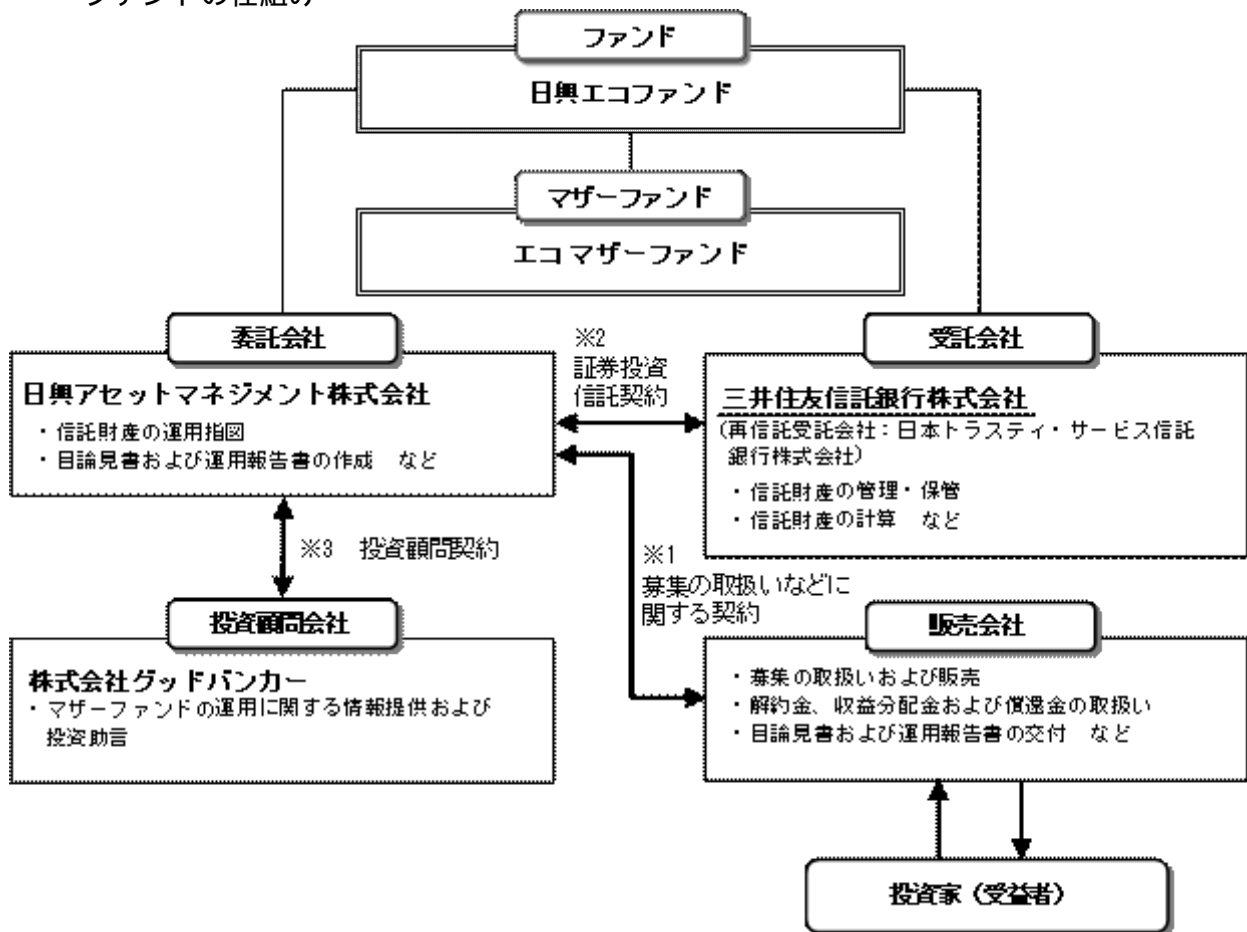 ファンドの仕組み
ファンド
日興エコファンド
マザーファンド
エコマザーファンド
委託会社
日興アセットマネジメント株式会社
・信託財産の運用指図
・目論見書および運用報告書の作成 など
※2
証券投資
信託契約
受託会社
三井住友信託銀行株式会社
(再信託受託会社：日本トラスティ・サービス信託
銀行株式会社)
・信託財産の管理・保管
・信託財産の計算 など
※3 投資顧問契約
※1
募集の取扱いなどに
関する契約
投資顧問会社
株式会社グッドバンカー
・マザーファンドの運用に関する情報提供および
投資助言
販売会社
・募集の取扱いおよび販売
・解約金、収益分配金および償還金の取扱い
・目論見書および運用報告書の交付 など
投資家（受益者）